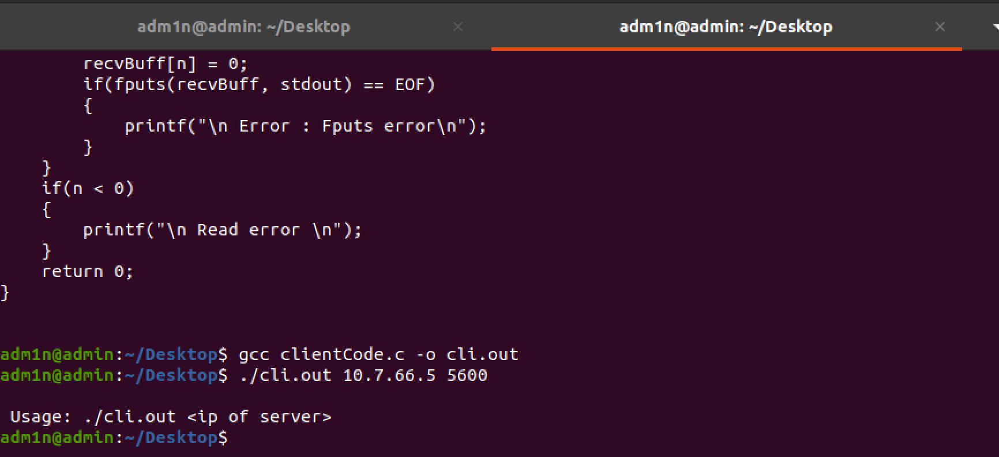 adm1n@admin: ~/Desktop
adm1n@admin: ~/Desktop
        recvBuff[n] = 0;
        if(fputs(recvBuff, stdout) == EOF)
        {
            printf("\n Error : Fputs error\n");
        }
    }
    if(n < 0)
    {
        printf("\n Read error \n");
    }
    return 0;
}
adm1n@admin:~/Desktop$ gcc clientCode.c -o cli.out
adm1n@admin:~/Desktop$ ./cli.out 10.7.66.5 5600
 Usage: ./cli.out <ip of server>
adm1n@admin:~/Desktop$